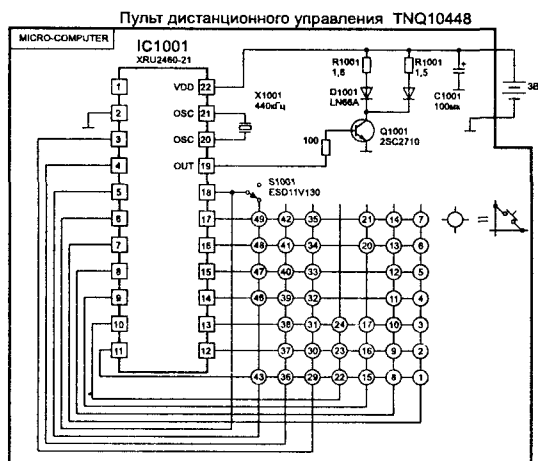 Пульт дистанционного управления TNQ10448
MICRO-COMPUTER
IC1001
XRU2460-21
1 VDD 22
2 OSC 21
3 OSC 20
4 OUT 19
5 18
6 17
7 16
8 15
9 14
10 13
11 12
X1001
440кГц
R1001
1,6
R1001
1,5
D1001
LN66A
C1001
100мк
3В
100
Q1001
2SC2710
S1001
ESD11V130
49 42 35 21 14 7
48 41 34 20 13 6
47 40 33 12 5
46 39 32 11 4
38 31 24 17 10 3
37 30 23 16 9 2
43 36 29 22 15 8 1